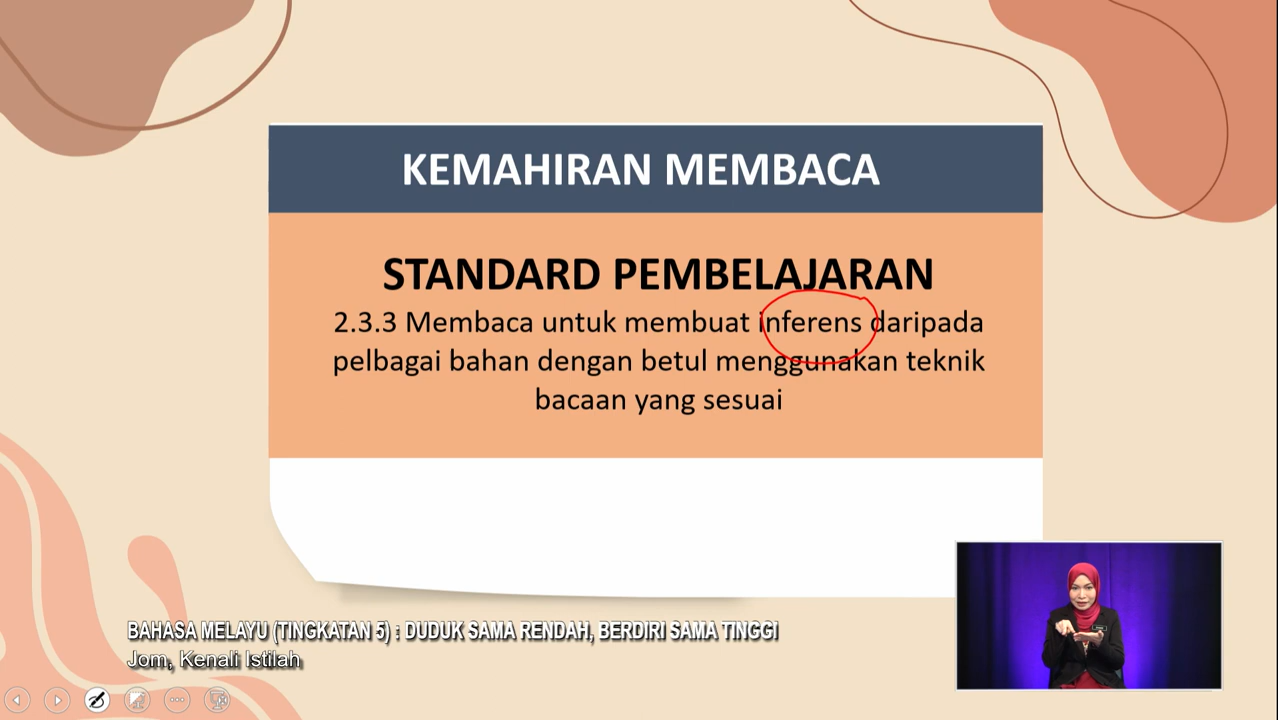 KEMAHIRAN MEMBACA
STANDARD PEMBELAJARAN
2.3.3 Membaca untuk membuat inferens daripada
pelbagai bahan dengan betul menggunakan teknik
bacaan yang sesuai
BAHASA MELAYU (TINGKATAN 5) : DUDUK SAMA RENDAH, BERDIRI SAMA TINGGI
Jom, Kenali Istilah